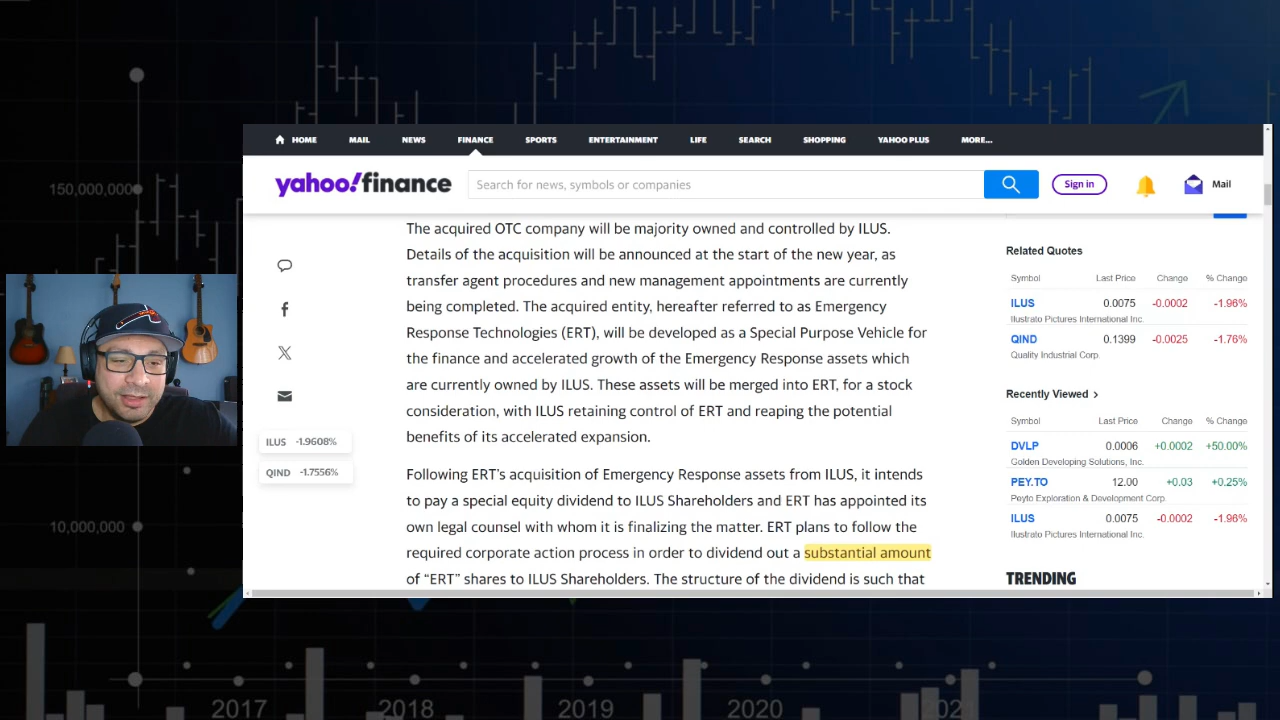 HOME MAIL NEWS FINANCE SPORTS ENTERTAINMENT LIFE SEARCH SHOPPING YAHOO PLUS MORE...
yahoo!finance
Search for news, symbols or companies
Sign in
Mail
The acquired OTC company will be majority owned and controlled by ILUS.
Details of the acquisition will be announced at the start of the new year, as
transfer agent procedures and new management appointments are currently
being completed. The acquired entity, hereafter referred to as Emergency
Response Technologies (ERT), will be developed as a Special Purpose Vehicle for
the finance and accelerated growth of the Emergency Response assets which
are currently owned by ILUS. These assets will be merged into ERT, for a stock
consideration, with ILUS retaining control of ERT and reaping the potential
benefits of its accelerated expansion.
Following ERT's acquisition of Emergency Response assets from ILUS, it intends
to pay a special equity dividend to ILUS Shareholders and ERT has appointed its
own legal counsel with whom it is finalizing the matter. ERT plans to follow the
required corporate action process in order to dividend out a substantial amount
of “ERT” shares to ILUS Shareholders. The structure of the dividend is such that
ILUS -1.9608%
QIND -1.7556%
Related Quotes
Symbol Last Price Change % Change
ILUS 0.0075 -0.0002 -1.96%
Ilustrato Pictures International Inc.
QIND 0.1399 -0.0025 -1.76%
Quality Industrial Corp.
Recently Viewed >
Symbol Last Price Change % Change
DVLP 0.0006 +0.0002 +50.00%
Golden Developing Solutions, Inc.
PEY.TO 12.00 +0.03 +0.25%
Peyto Exploration & Development Corp.
ILUS 0.0075 -0.0002 -1.96%
Ilustrato Pictures International Inc.
TRENDING
150,000,000
10,000,000
2017 2018 2019 2020 2021